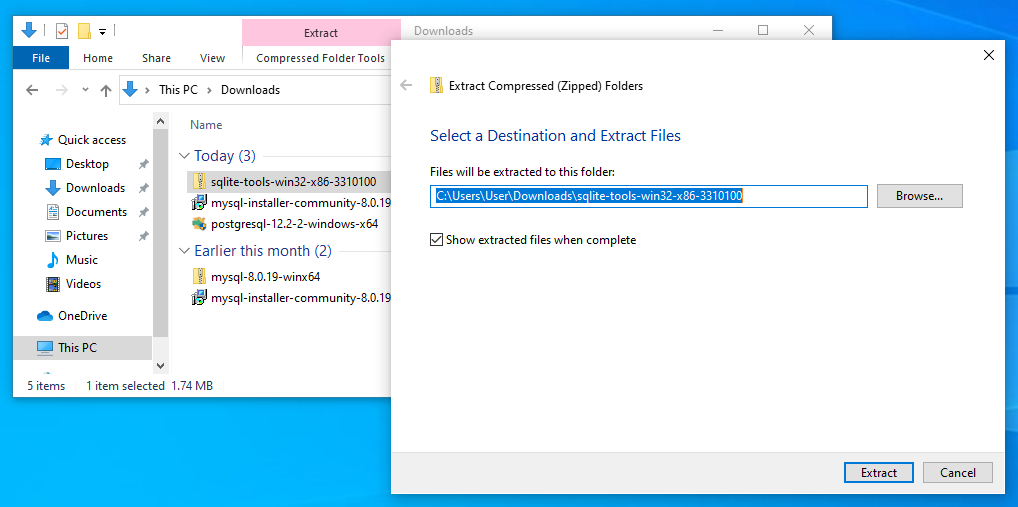 Extract
Downloads
File
Home
Share
View
Compressed Folder Tools
This PC
Downloads
Name
Quick access
Desktop
Downloads
Documents
Pictures
Music
Videos
OneDrive
This PC
Today (3)
sqlite-tools-win32-x86-3310100
mysql-installer-community-8.0.19
postgresql-12.2-2-windows-x64
Earlier this month (2)
mysql-8.0.19-winx64
mysql-installer-community-8.0.19
5 items
1 item selected 1.74 MB
Extract Compressed (Zipped) Folders
Select a Destination and Extract Files
Files will be extracted to this folder:
C:\Users\User\Downloads\sqlite-tools-win32-x86-3310100
Browse...
Show extracted files when complete
Extract
Cancel